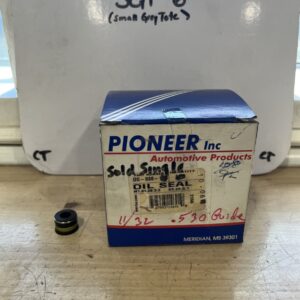 (small Grey Tote)
CT
CT
PIONEER Inc
Automotive Products
Sold Single
OIL SEAL
11/32 .530 Guide
MERIDIAN, MS 39301